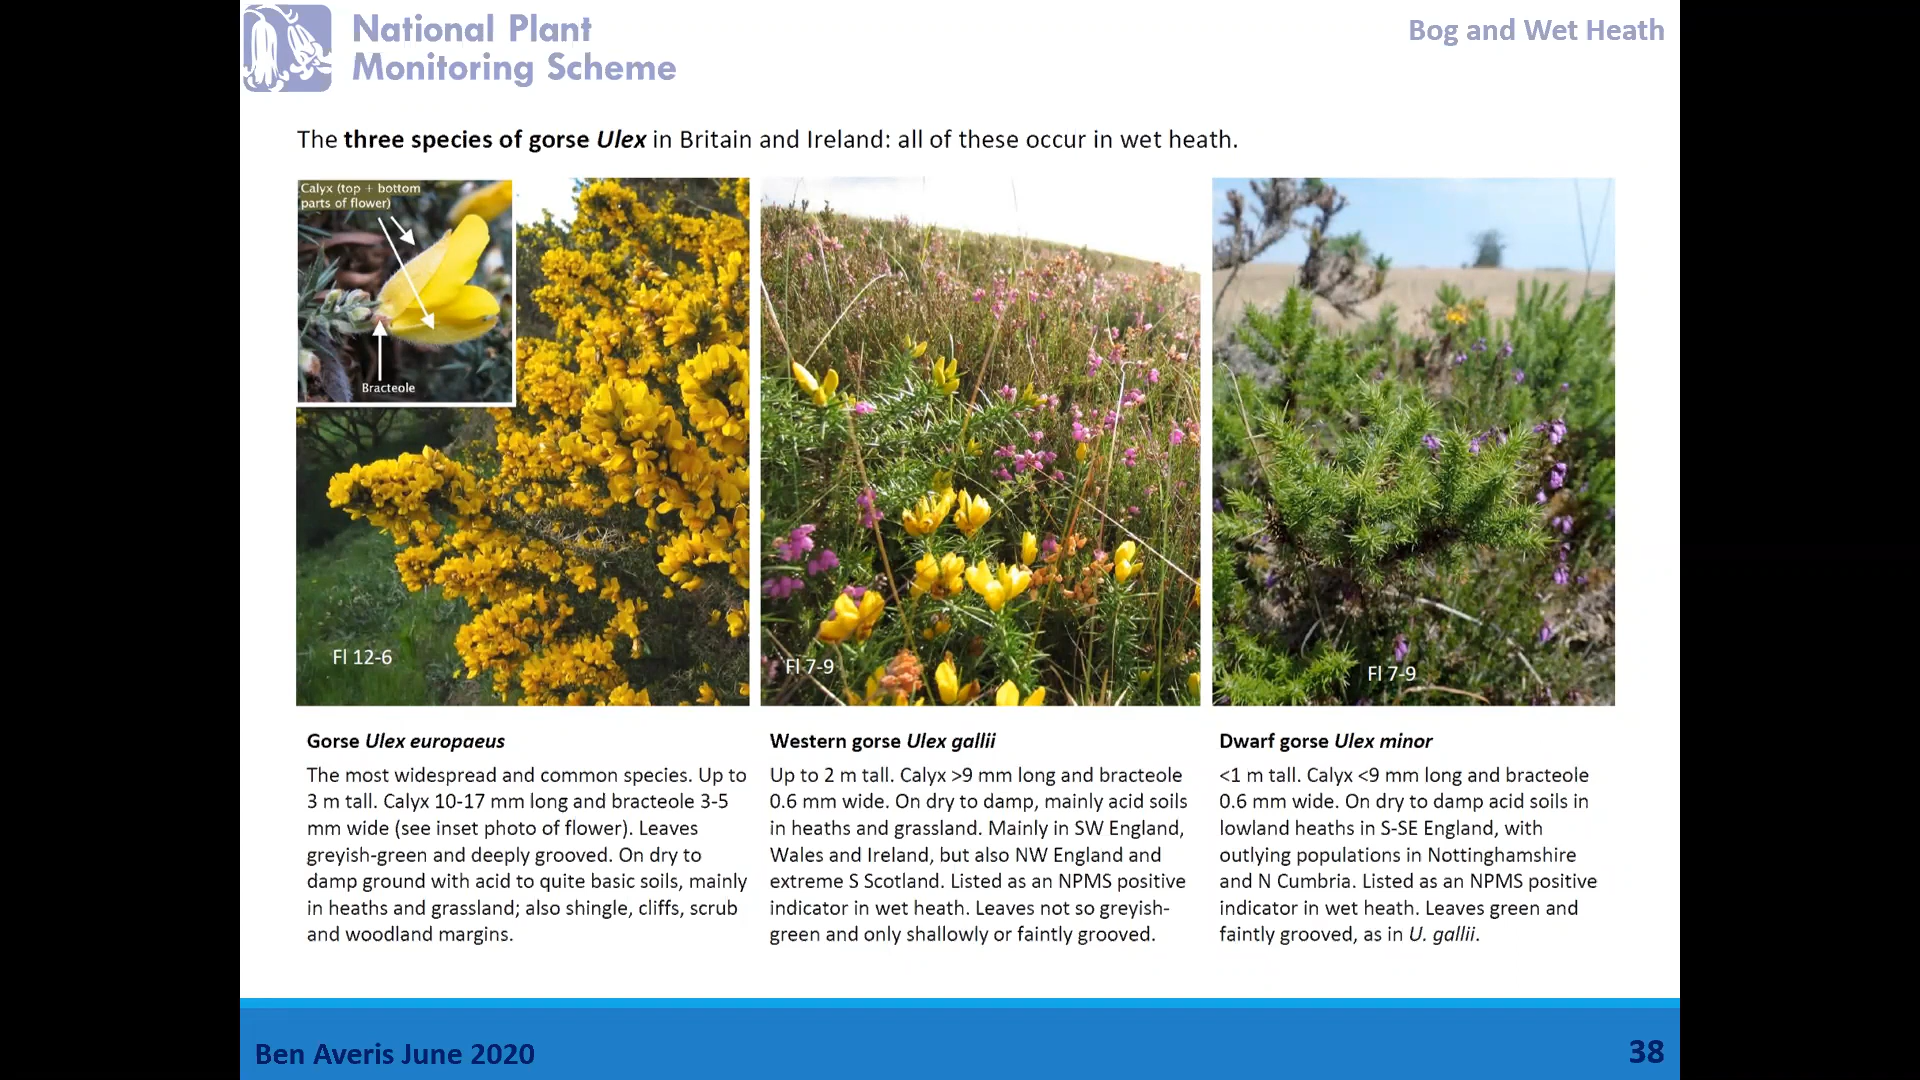 National Plant
Monitoring Scheme
Bog and Wet Heath
The three species of gorse Ulex in Britain and Ireland: all of these occur in wet heath.
Calyx (top + bottom
parts of flower)
Bracteole
Fl 12-6
Fl 7-9
Fl 7-9
Gorse Ulex europaeus
The most widespread and common species. Up to
3 m tall. Calyx 10-17 mm long and bracteole 3-5
mm wide (see inset photo of flower). Leaves
greyish-green and deeply grooved. On dry to
damp ground with acid to quite basic soils, mainly
in heaths and grassland; also shingle, cliffs, scrub
and woodland margins.
Western gorse Ulex gallii
Up to 2 m tall. Calyx >9 mm long and bracteole
0.6 mm wide. On dry to damp, mainly acid soils
in heaths and grassland. Mainly in SW England,
Wales and Ireland, but also NW England and
extreme S Scotland. Listed as an NPMS positive
indicator in wet heath. Leaves not so greyish-
green and only shallowly or faintly grooved.
Dwarf gorse Ulex minor
<1 m tall. Calyx <9 mm long and bracteole
0.6 mm wide. On dry to damp acid soils in
lowland heaths in S-SE England, with
outlying populations in Nottinghamshire
and N Cumbria. Listed as an NPMS positive
indicator in wet heath. Leaves green and
faintly grooved, as in U. gallii.
Ben Averis June 2020
38